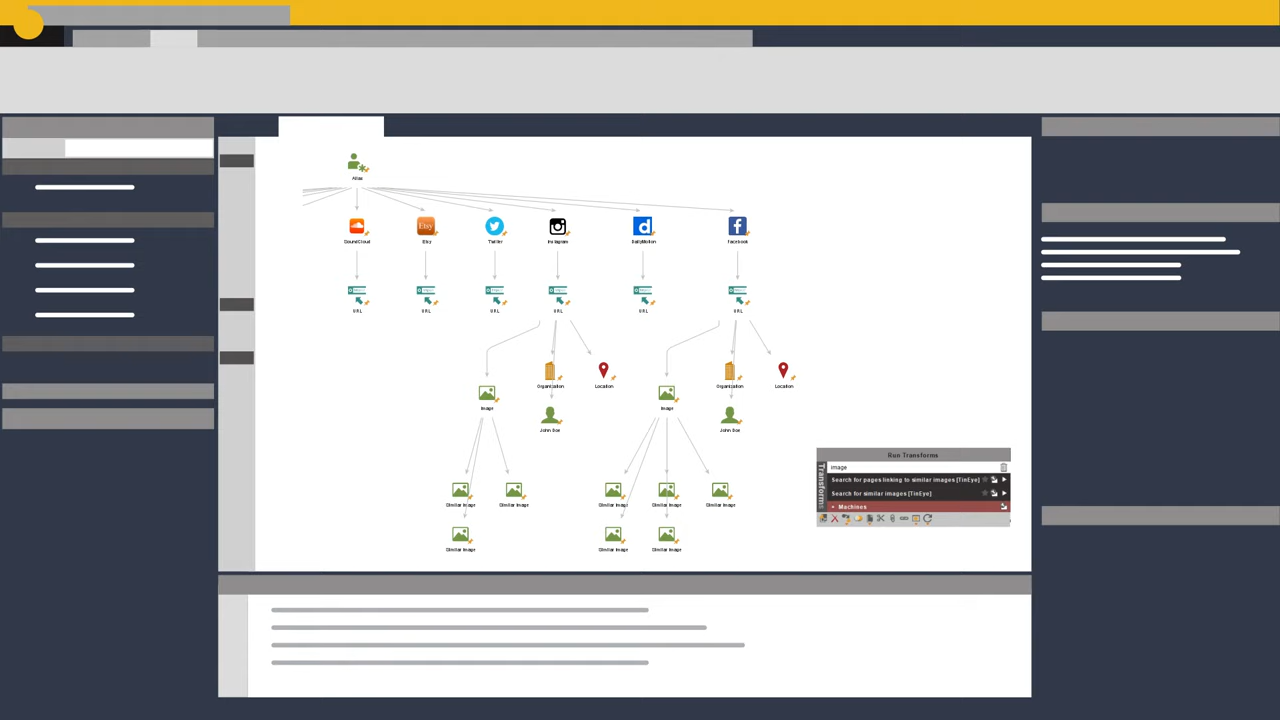 Alias
SoundCloud Etsy Twitter Instagram DailyMotion Facebook
Etsy
URL URL URL URL URL URL
Organization Location Organization Location
Image Image
John Doe John Doe
Similar Image Similar Image Similar Image Similar Image Similar Image
Similar Image Similar Image Similar Image
Run Transforms
Transforms
image
Search for pages linking to similar images [TinEye]
Search for similar images [TinEye]
Machines